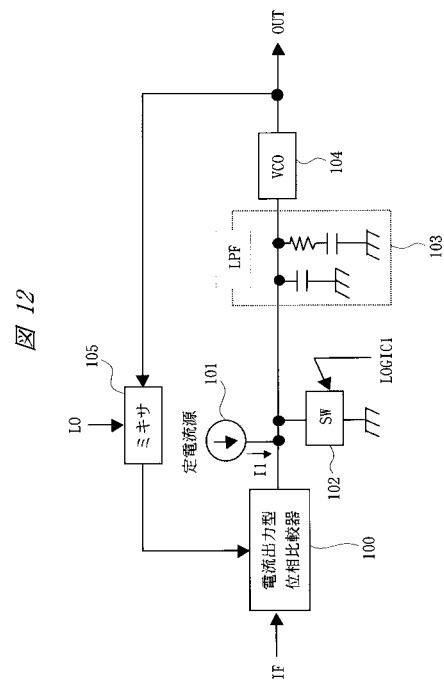 図 12
LO
105
ミキサ
定電流源
101
I1
IF
電流出力型
位相比較器
100
SW
102
LOGIC1
LPF
103
VCO
104
OUT